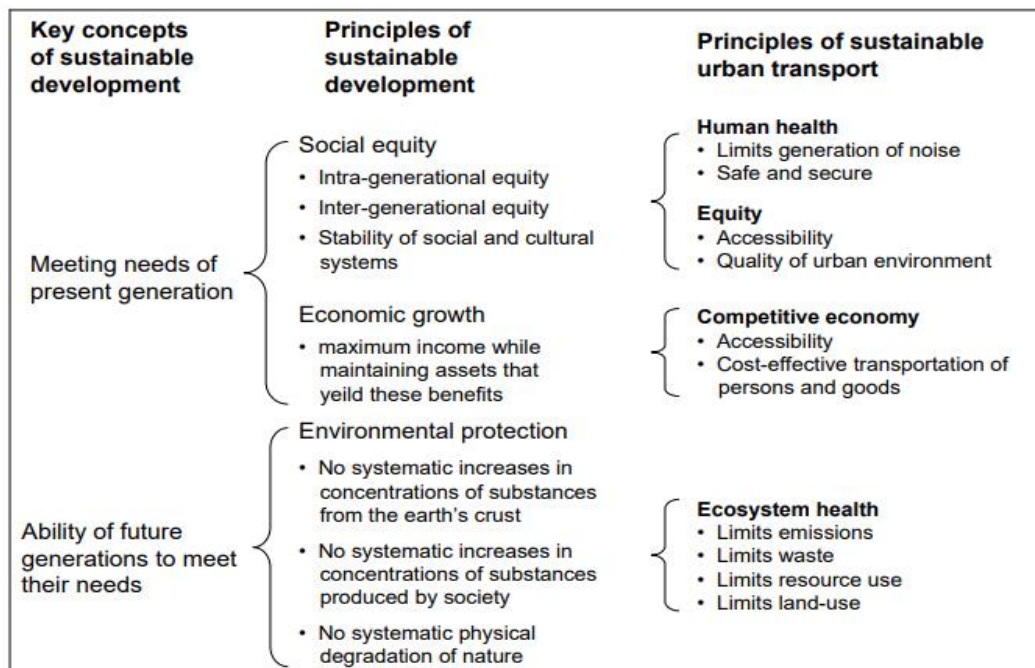 Key concepts
of sustainable
development
Principles of
sustainable
development
Principles of sustainable
urban transport
Meeting needs of
present generation
Social equity
• Intra-generational equity
• Inter-generational equity
• Stability of social and cultural
systems
Economic growth
• maximum income while
maintaining assets that
yeild these benefits
Human health
• Limits generation of noise
• Safe and secure
Equity
• Accessibility
• Quality of urban environment
Competitive economy
• Accessibility
• Cost-effective transportation of
persons and goods
Ability of future
generations to meet
their needs
Environmental protection
• No systematic increases in
concentrations of substances
from the earth's crust
• No systematic increases in
concentrations of substances
produced by society
• No systematic physical
degradation of nature
Ecosystem health
• Limits emissions
• Limits waste
• Limits resource use
• Limits land-use